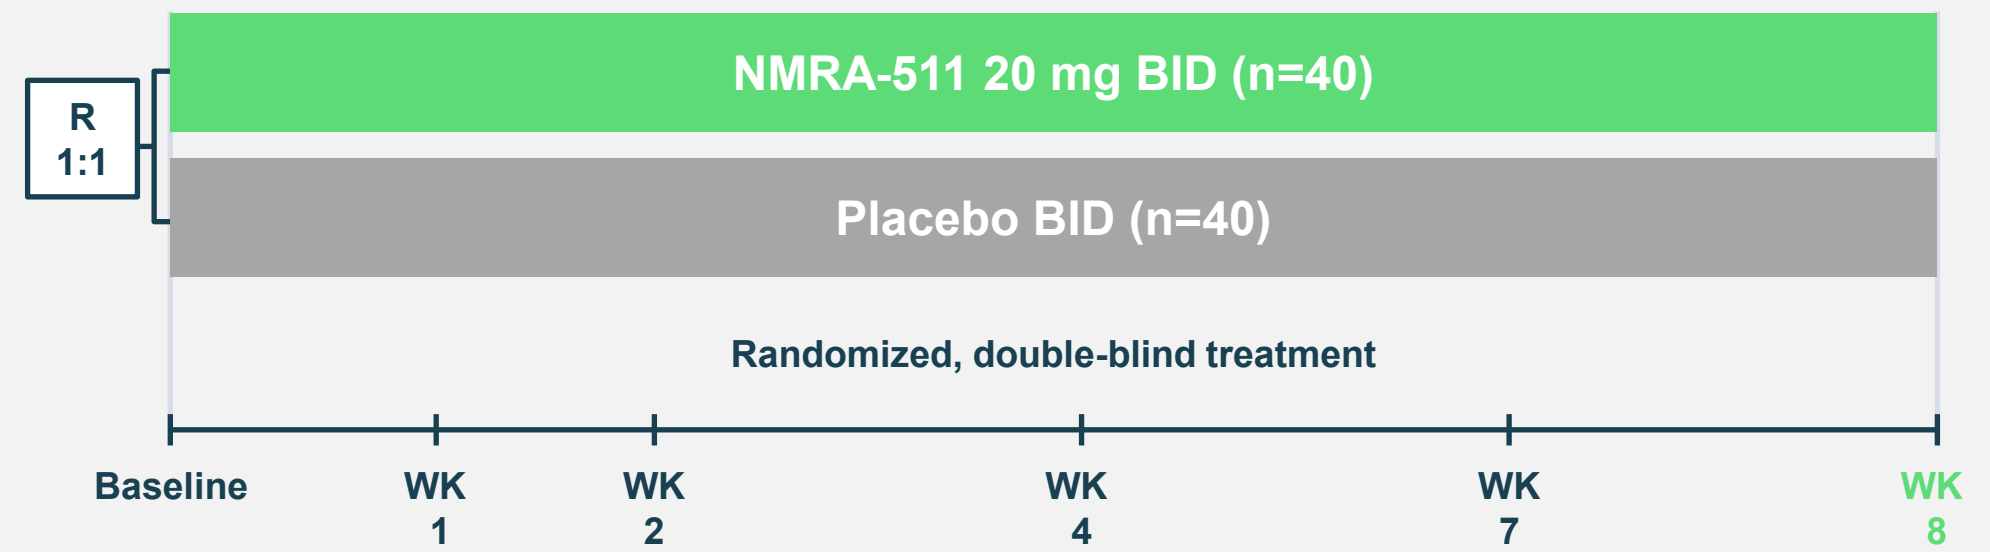 NMRA-511 20 mg BID (n=40)
R
1:1
Placebo BID (n=40)
Randomized, double-blind treatment
Baseline
WK
1
WK
2
WK
4
WK
7
WK
8